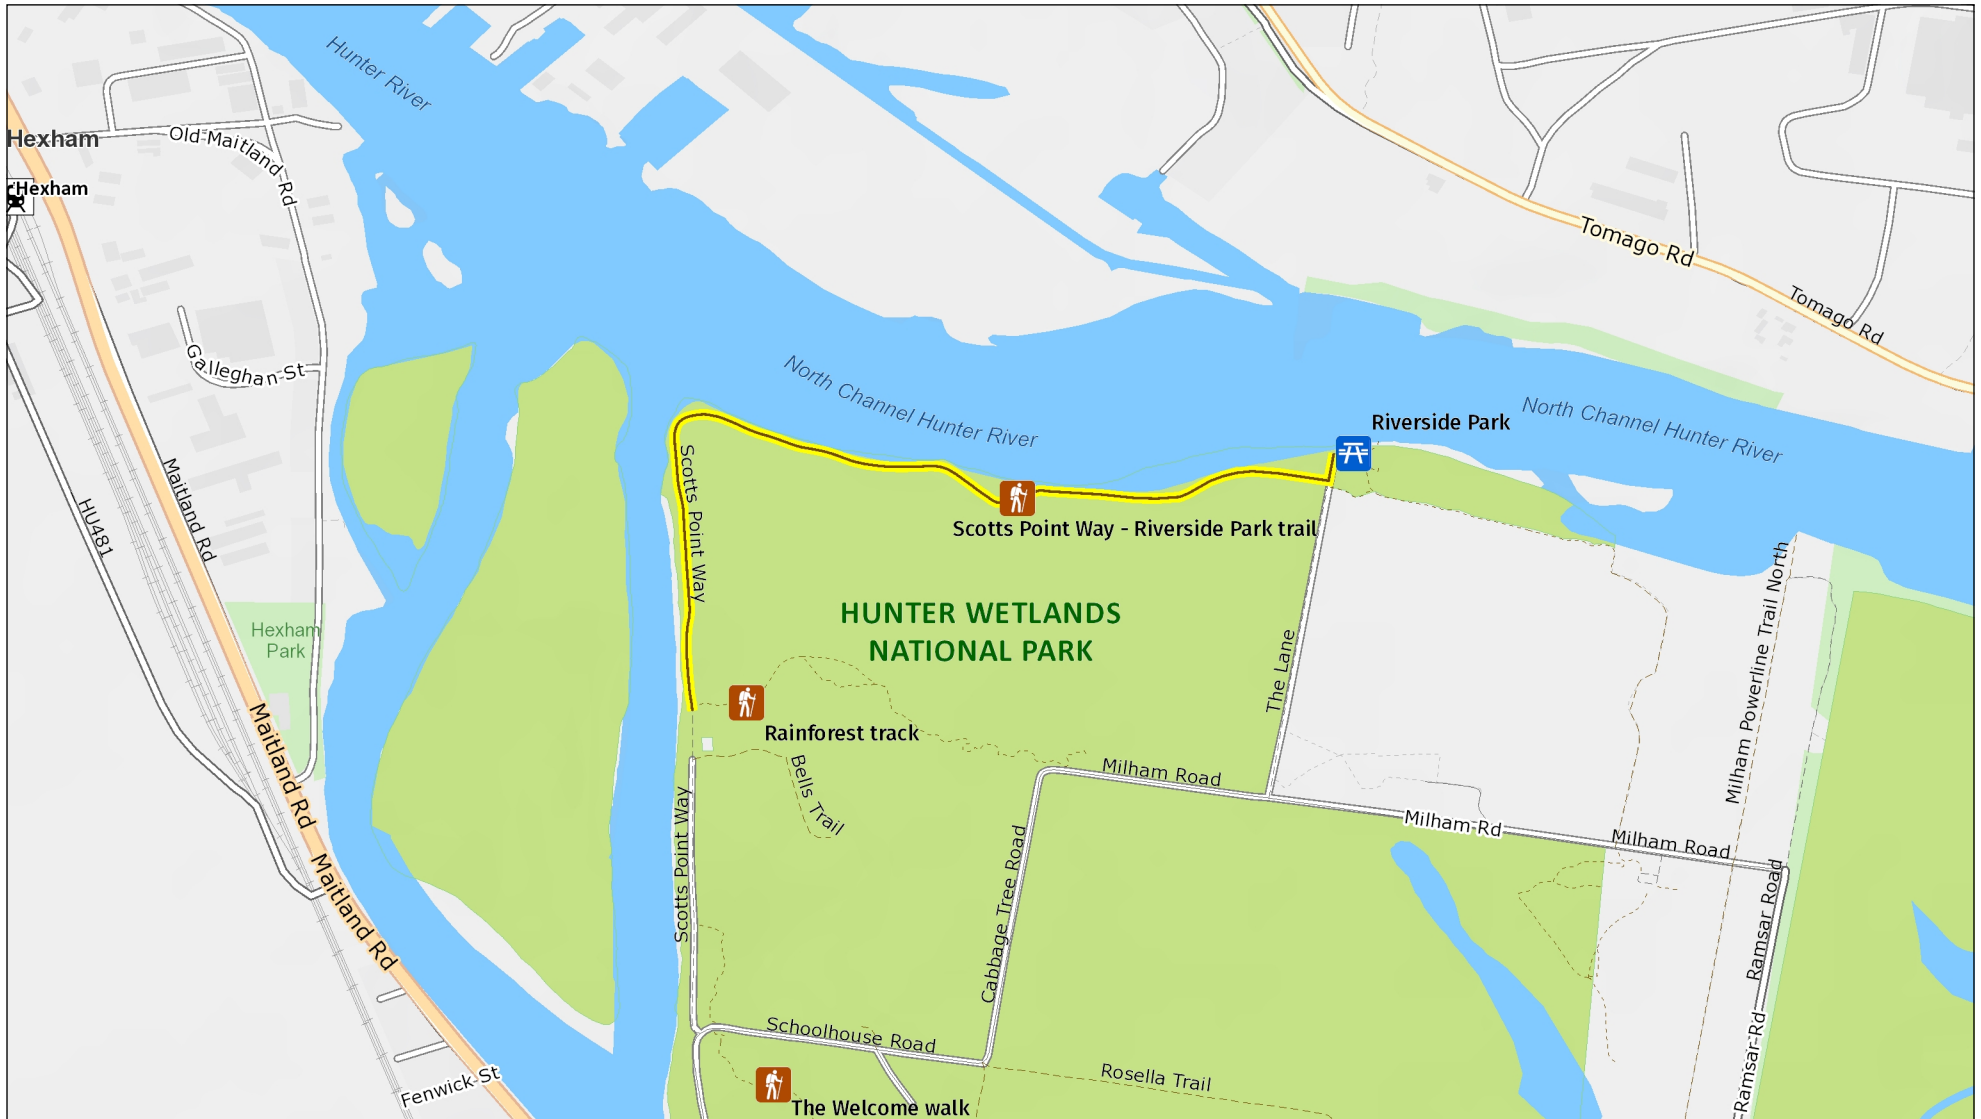 Hunter River
Hexham
Old Maitland Rd
Hexham
Tomago Rd
Tomago Rd
Galleghan St
North Channel Hunter River
North Channel Hunter River
Riverside Park
Scotts Point Way
Maitland Rd
HU481
Scotts Point Way - Riverside Park trail
HUNTER WETLANDS
NATIONAL PARK
Hexham
Park
The Lane
Milham Powerline Trail North
Rainforest track
Maitland Rd
Bells Trail
Milham Road
Milham Rd
Milham Road
Scotts Point Way
Cabbage Tree Road
Maitland Rd
Ramsar Road
Schoolhouse Road
Ramsar Rd
Fenwick St
Rosella Trail
The Welcome walk